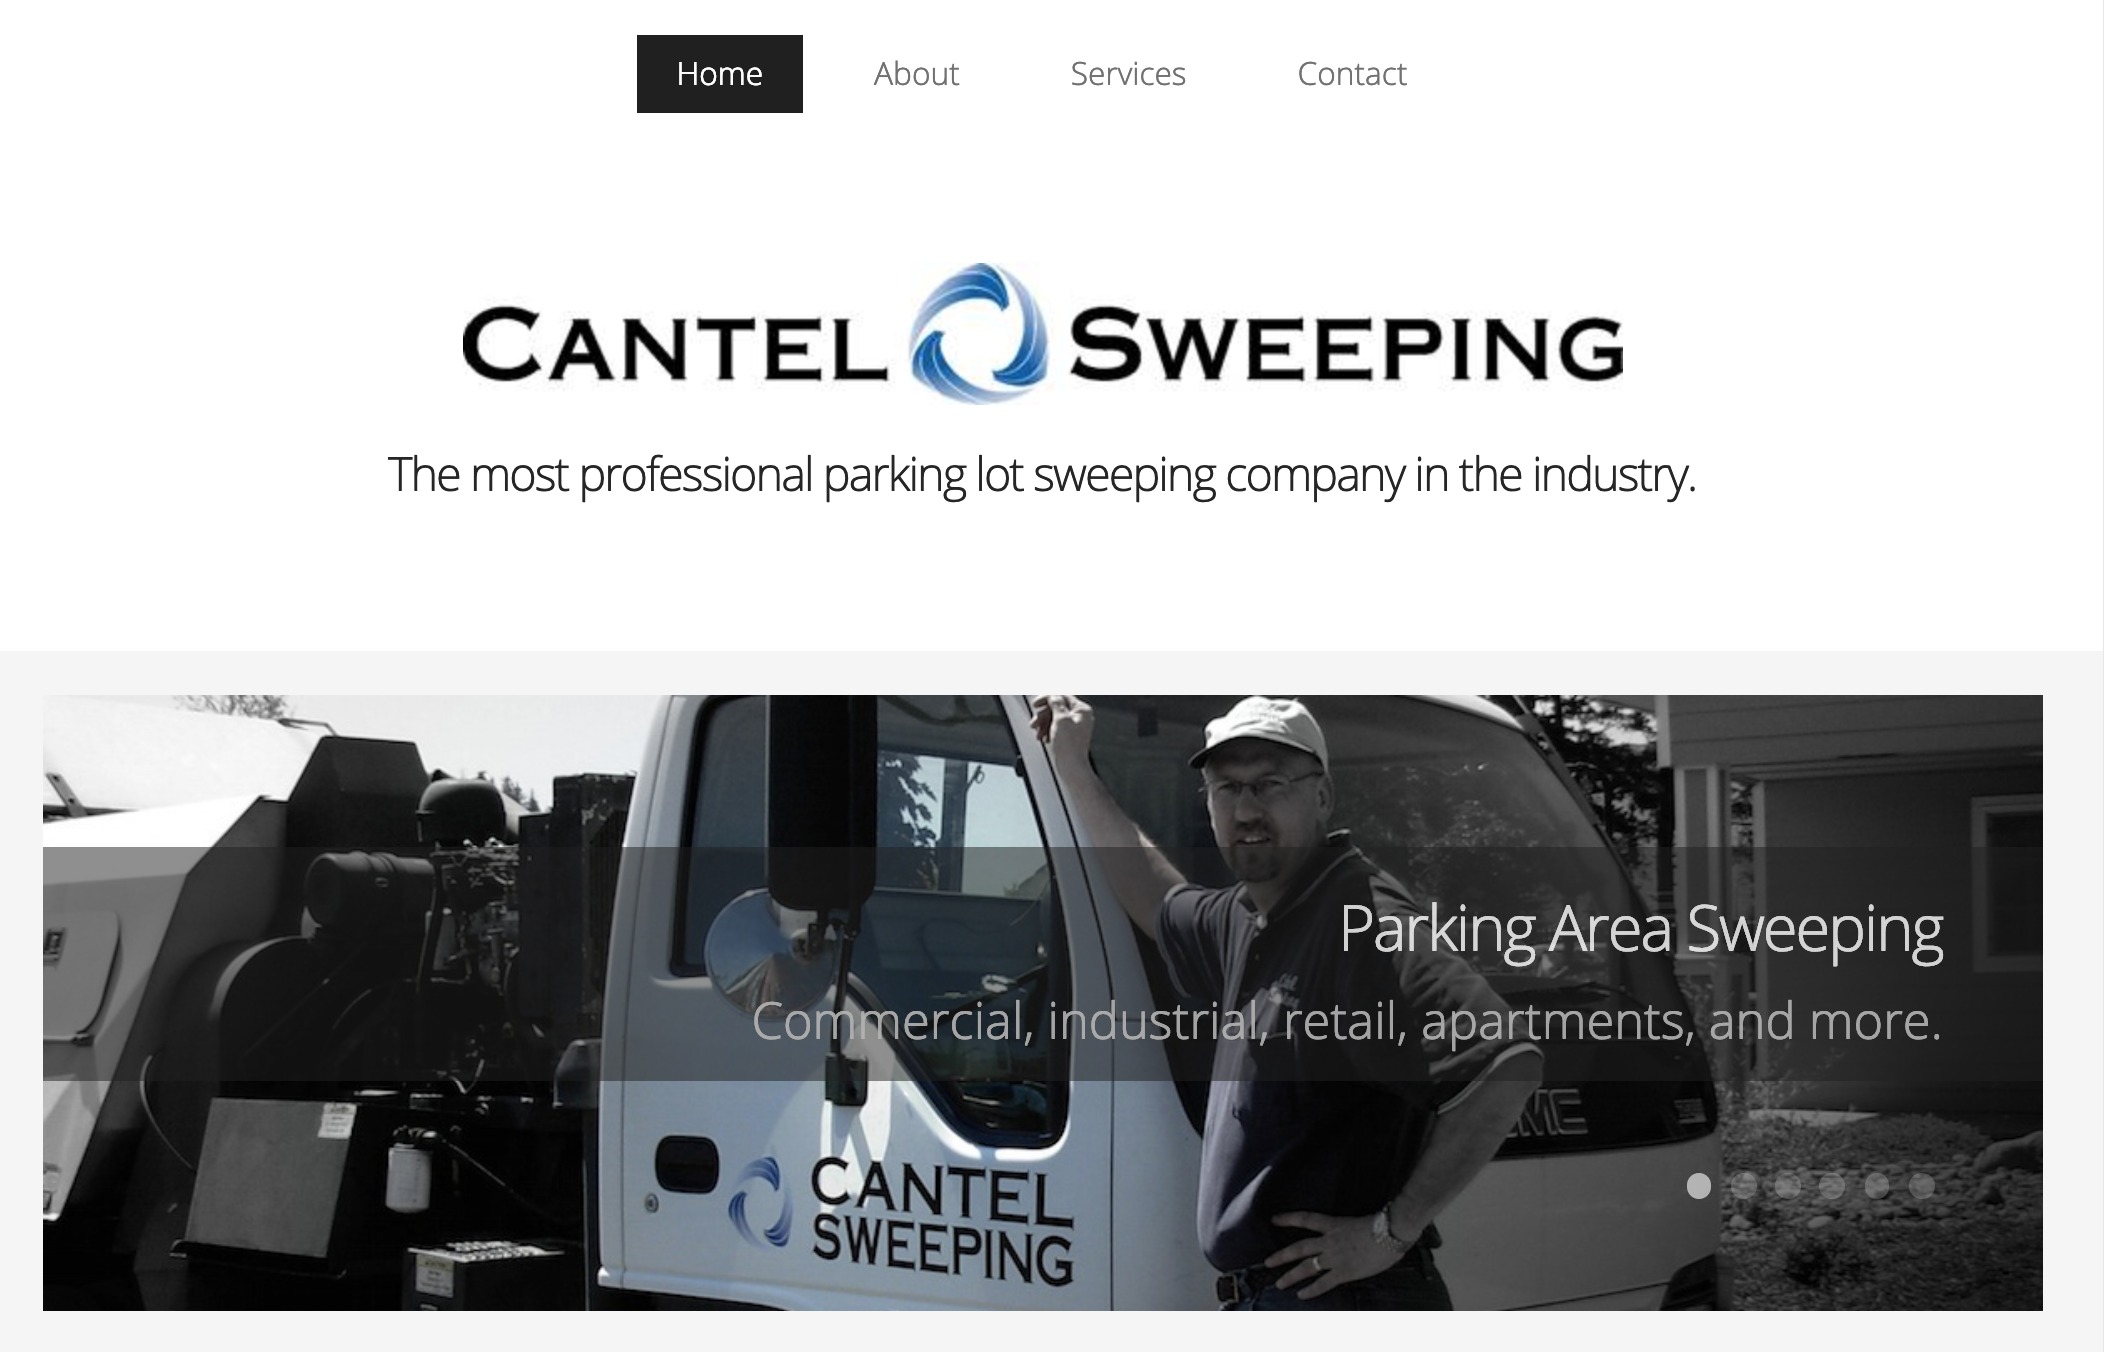 Home About Services Contact
CANTEL SWEEPING
The most professional parking lot sweeping company in the industry.
Parking Area Sweeping
Commercial, industrial, retail, apartments, and more.
CANTEL
SWEEPING